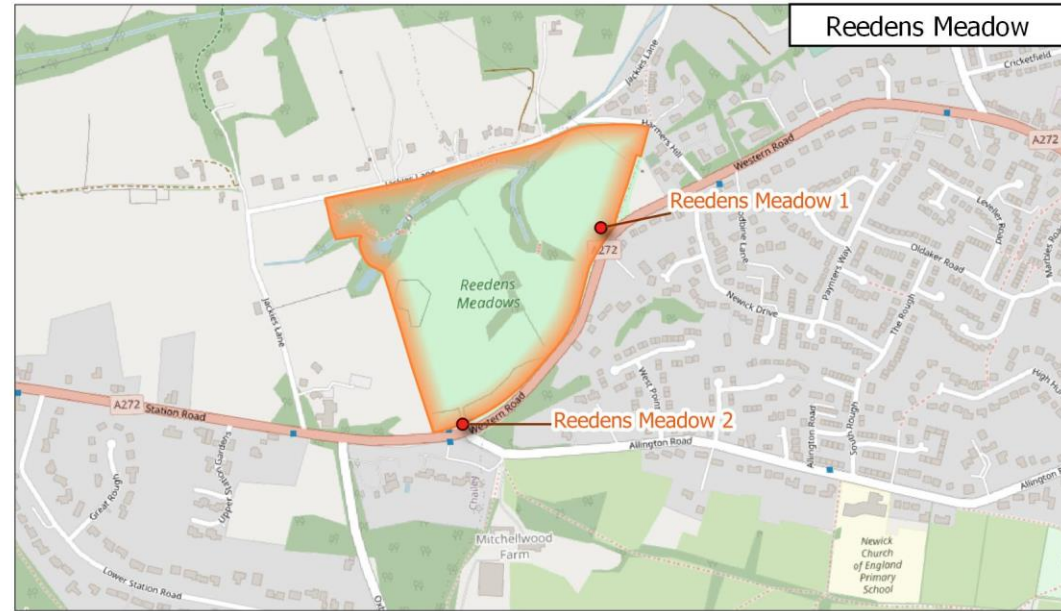 Reedens Meadow
Cricketfield
Jackies Lane
A272
Harmers Hill
Western Road
Reedens Meadow 1
Leveller Road
A272
Oldaker Road
Paynters Way
Reedens
Meadows
Newick Drive
The Rough
Jackies Lane
West Point
A272
Station Road
Western Road
Reedens Meadow 2
Allington Road
Allington Road
South Rough
Upper Station Gardens
Great Rough
Chailey
Mitchellwood
Farm
Newick
Church
of England
Primary
School
Lower Station Road